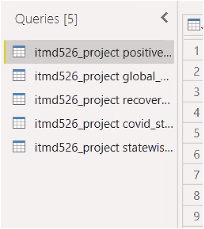 Queries [5]
itmd526_project positive...
itmd526_project global_...
itmd526_project recover...
itmd526_project covid_st...
itmd526_project statewis...
1
2
3
4
5
6
7
8
9